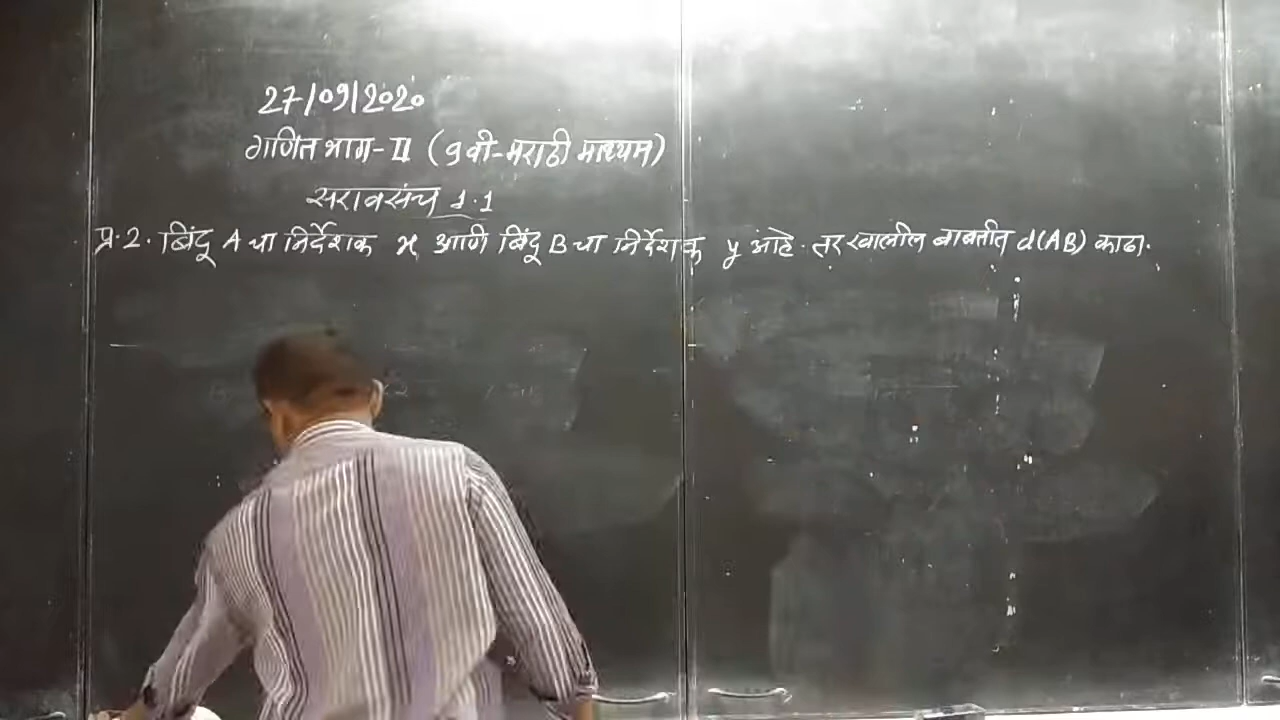 27/09/2020
गणित भाग-II (9वी-मराठी माध्यम)
सरावसंच 1.1
प्र.2. बिंदू A चा निर्देशक x आणि बिंदू B चा निर्देशक y आहे. तर खालील बाबतीत d(AB) काढा.